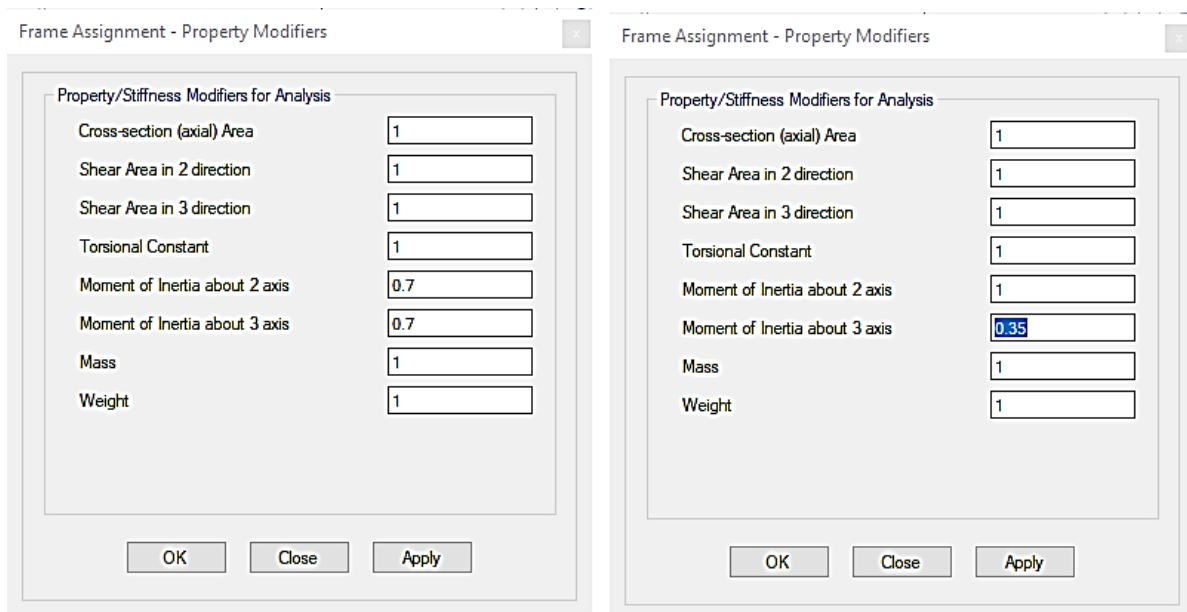 Frame Assignment - Property Modifiers
x
Property/Stiffness Modifiers for Analysis
Cross-section (axial) Area 1
Shear Area in 2 direction 1
Shear Area in 3 direction 1
Torsional Constant 1
Moment of Inertia about 2 axis 0.7
Moment of Inertia about 3 axis 0.7
Mass 1
Weight 1
OK Close Apply
Frame Assignment - Property Modifiers
x
Property/Stiffness Modifiers for Analysis
Cross-section (axial) Area 1
Shear Area in 2 direction 1
Shear Area in 3 direction 1
Torsional Constant 1
Moment of Inertia about 2 axis 1
Moment of Inertia about 3 axis 0.35
Mass 1
Weight 1
OK Close Apply